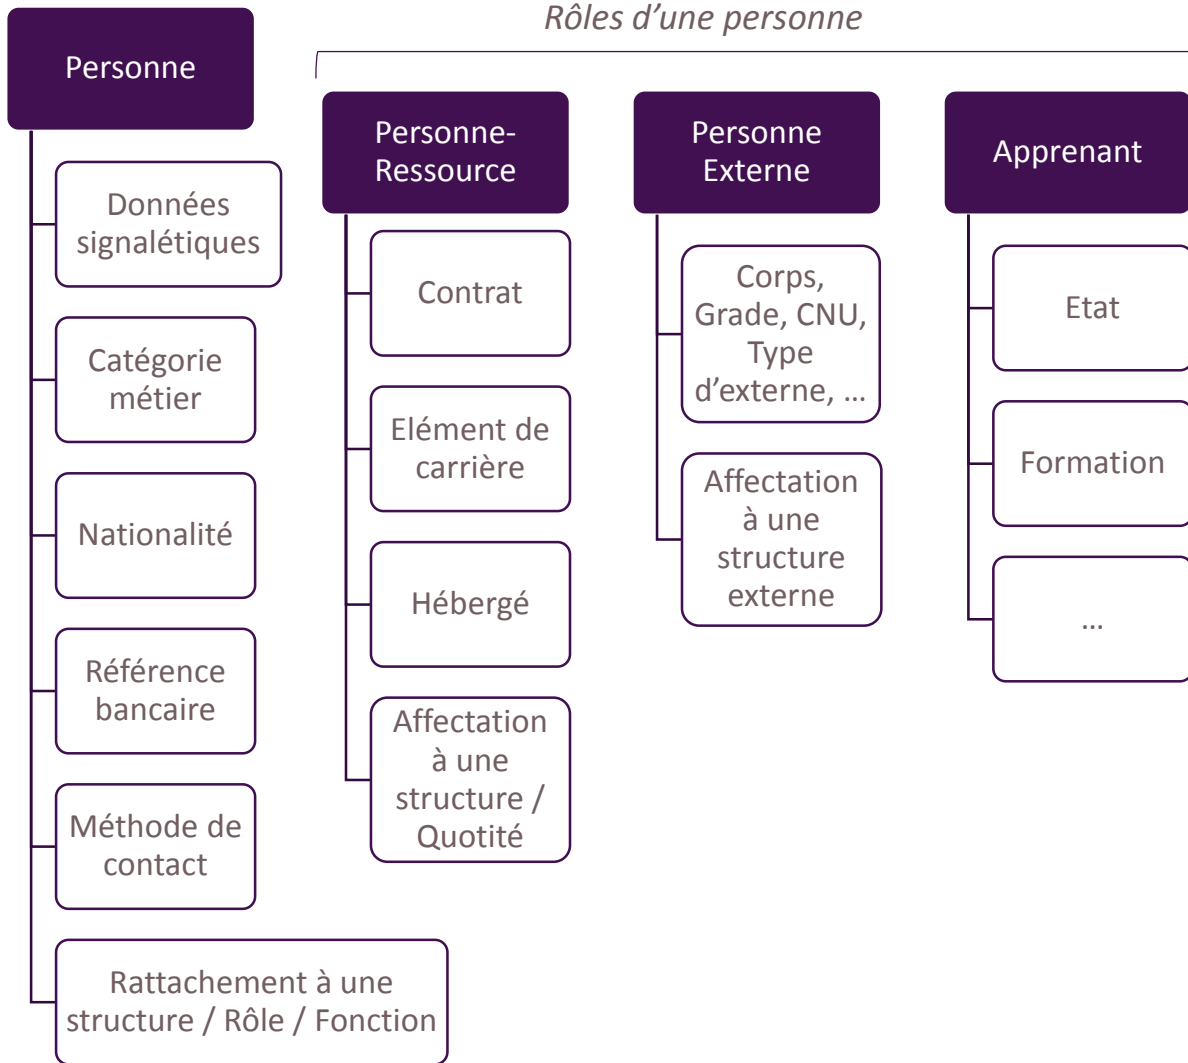 Rôles d’une personne
Personne
Données
signalétiques
Catégorie
métier
Nationalité
Référence
bancaire
Méthode de
contact
Rattachement à une
structure / Rôle / Fonction
Personne-
Ressource
Contrat
Elément de
carrière
Hébergé
Affectation
à une
structure /
Quotité
Personne
Externe
Corps,
Grade, CNU,
Type
d’externe, …
Affectation
à une
structure
externe
Apprenant
Etat
Formation
…